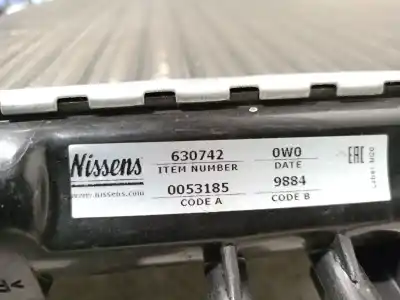 Nissens
www.nissens.com
630742 0W0
ITEM NUMBER DATE
0053185 9884
CODE A CODE B
EAC